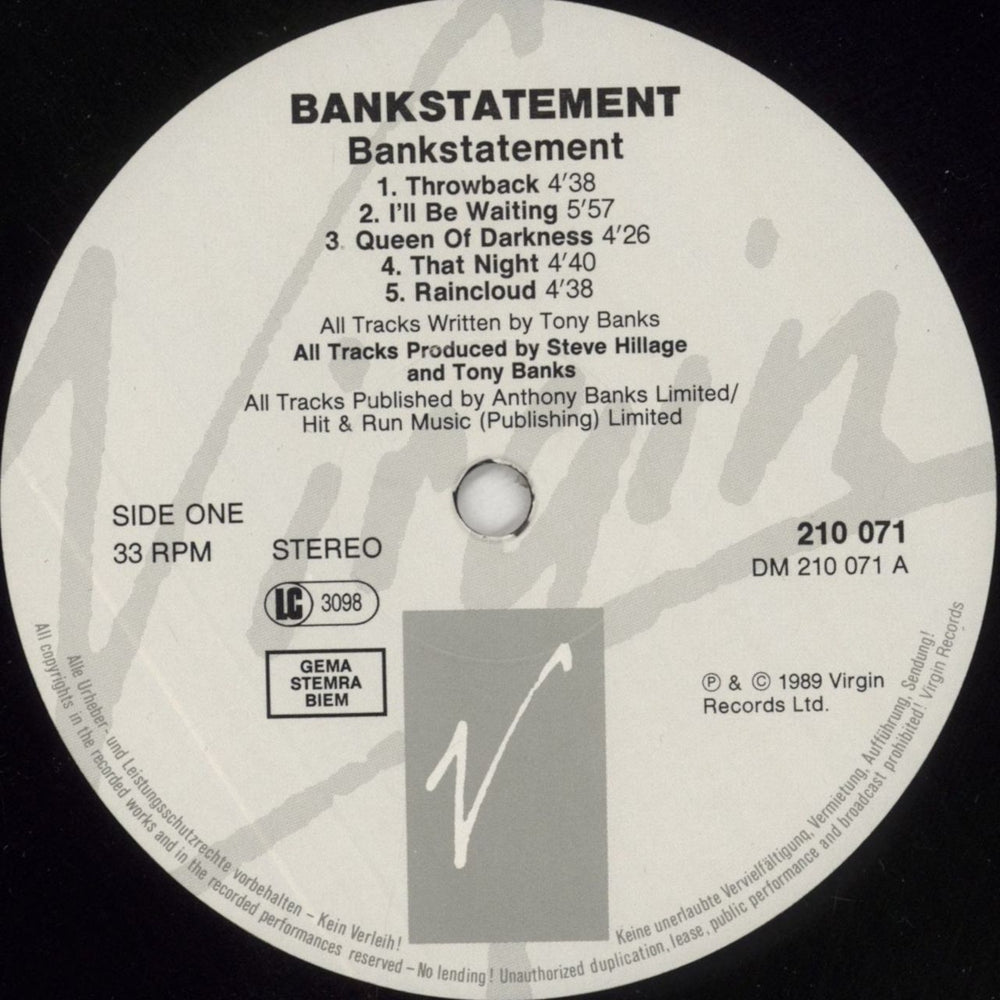 BANKSTATEMENT
Bankstatement
1. Throwback 4'38
2. I'll Be Waiting 5'57
3. Queen Of Darkness 4'26
4. That Night 4'40
5. Raincloud 4'38
All Tracks Written by Tony Banks
All Tracks Produced by Steve Hillage
and Tony Banks
All Tracks Published by Anthony Banks Limited/
Hit & Run Music (Publishing) Limited
Virgin
SIDE ONE
33 RPM
STEREO
210 071
DM 210 071 A
LC 3098
GEMA
STEMRA
BIEM
V
℗ & © 1989 Virgin
Records Ltd.
Alle Urheber- und Leistungsschutzrechte vorbehalten – Kein Verleih! Keine unerlaubte Vervielfältigung, Vermietung, Aufführung, Sendung!
All copyrights in the recorded works and in the recorded performances reserved – No lending! Unauthorized duplication, lease, public performance and broadcast prohibited! Virgin Records